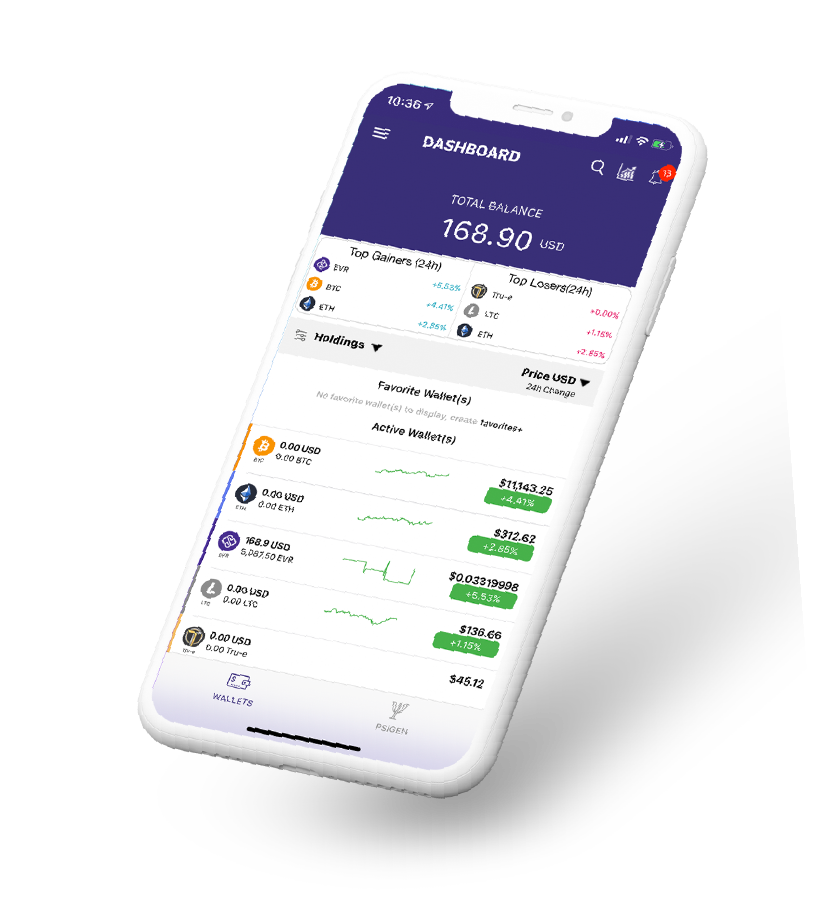 10:36
DASHBOARD
13
TOTAL BALANCE
168.90 USD
Top Gainers (24h)
EVR +5.53%
BTC +4.41%
ETH +2.85%
Top Losers(24h)
Tru-e +0.00%
LTC +1.15%
ETH +2.85%
Holdings
Price USD
24h Change
Favorite Wallet(s)
No favorite wallet(s) to display, create favorites+
Active Wallet(s)
BTC
0.00 USD
0.00 BTC
$11,143.25
+4.41%
ETH
0.00 USD
0.00 ETH
$312.62
+2.85%
EVR
168.9 USD
5,087.50 EVR
$0.03319998
+5.53%
LTC
0.00 USD
0.00 LTC
$136.66
+1.15%
Tru-e
0.00 USD
0.00 Tru-e
$45.12
WALLETS
PSIGEN